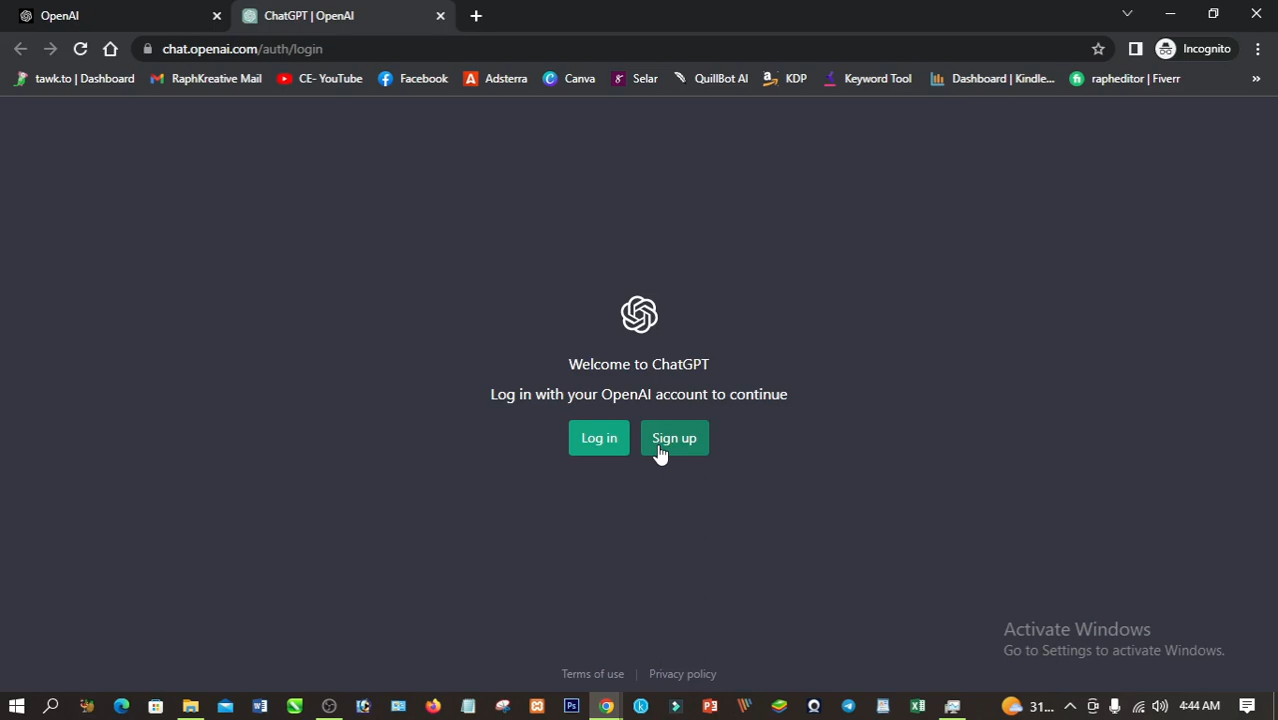 OpenAI
ChatGPT | OpenAI
chat.openai.com/auth/login
Incognito
tawk.to | Dashboard
RaphKreative Mail
CE- YouTube
Facebook
Adsterra
Canva
Selar
QuillBot AI
KDP
Keyword Tool
Dashboard | Kindle...
rapheditor | Fiverr
»
Welcome to ChatGPT
Log in with your OpenAI account to continue
Log in
Sign up
Activate Windows
Go to Settings to activate Windows.
Terms of use | Privacy policy
31...
4:44 AM